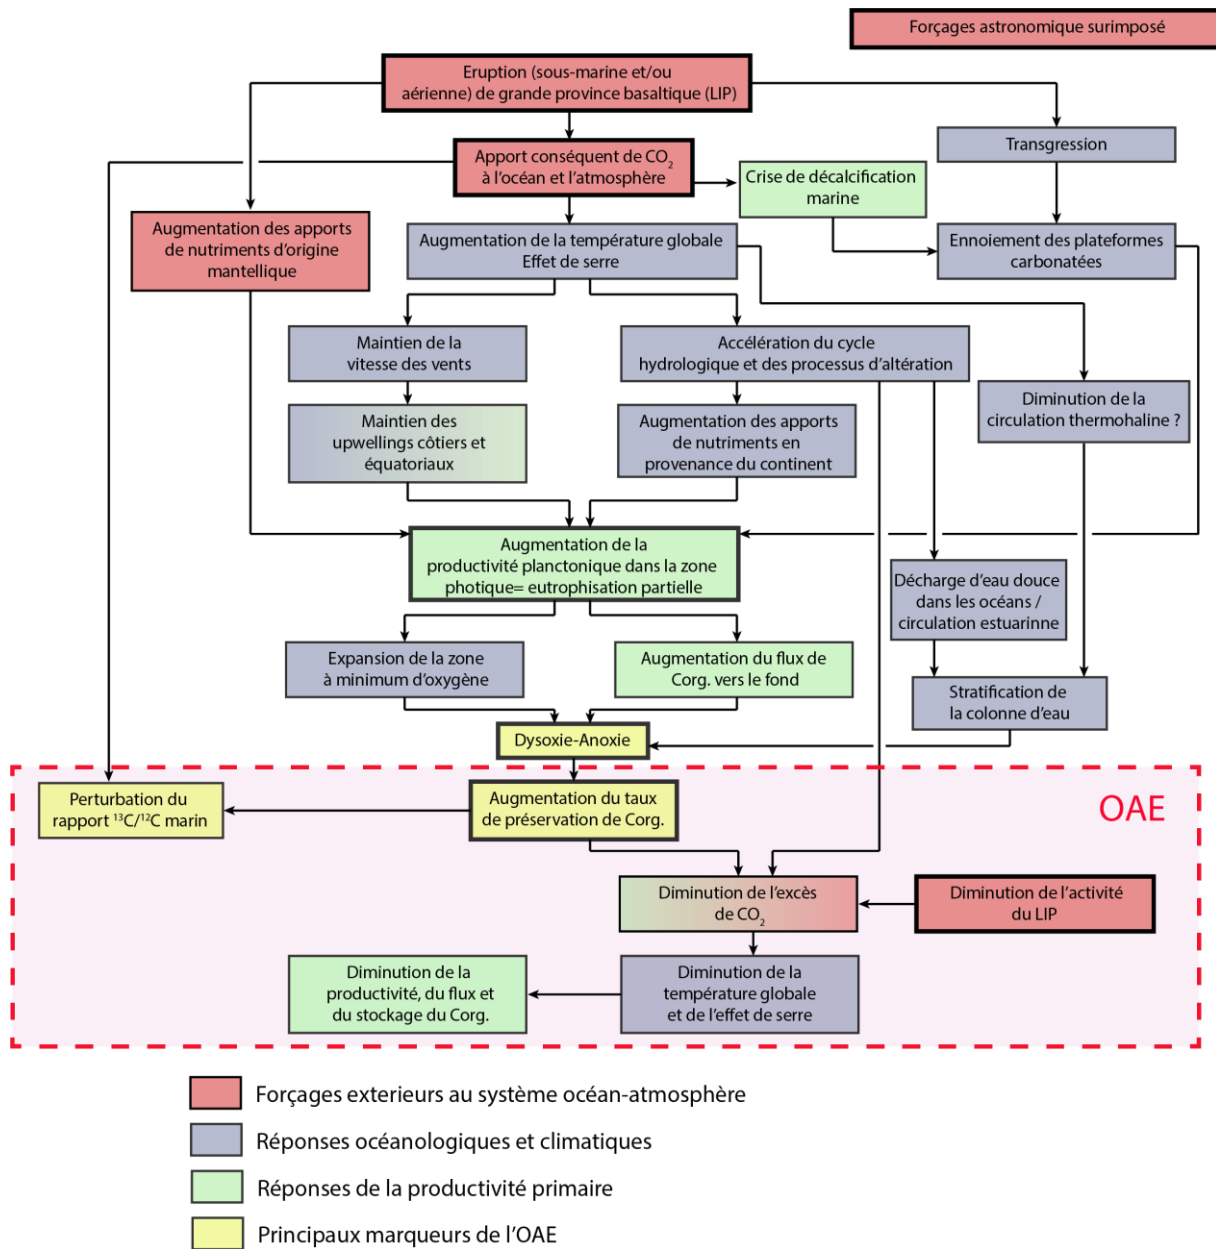 Forçages astronomique surimposé
Eruption (sous-marine et/ou
aérienne) de grande province basaltique (LIP)
Transgression
Apport conséquent de CO₂
à l'océan et l'atmosphère
Crise de décalcification
marine
Augmentation des apports
de nutriments d'origine
mantellique
Augmentation de la température globale
Effet de serre
Ennoiement des plateformes
carbonatées
Maintien de la
vitesse des vents
Accélération du cycle
hydrologique et des processus d'altération
Diminution de la
circulation thermohaline ?
Maintien des
upwellings côtiers et
équatoriaux
Augmentation des apports
de nutriments en
provenance du continent
Augmentation de la
productivité planctonique dans la zone
photique= eutrophisation partielle
Décharge d'eau douce
dans les océans /
circulation estuarinne
Expansion de la zone
à minimum d'oxygène
Augmentation du flux de
Corg. vers le fond
Stratification de
la colonne d'eau
Dysoxie-Anoxie
Perturbation du
rapport ¹³C/¹²C marin
Augmentation du taux
de préservation de Corg.
OAE
Diminution de l'excès
de CO₂
Diminution de l'activité
du LIP
Diminution de la
productivité, du flux et
du stockage du Corg.
Diminution de la
température globale
et de l'effet de serre
Forçages exterieurs au système océan-atmosphère
Réponses océanologiques et climatiques
Réponses de la productivité primaire
Principaux marqueurs de l'OAE